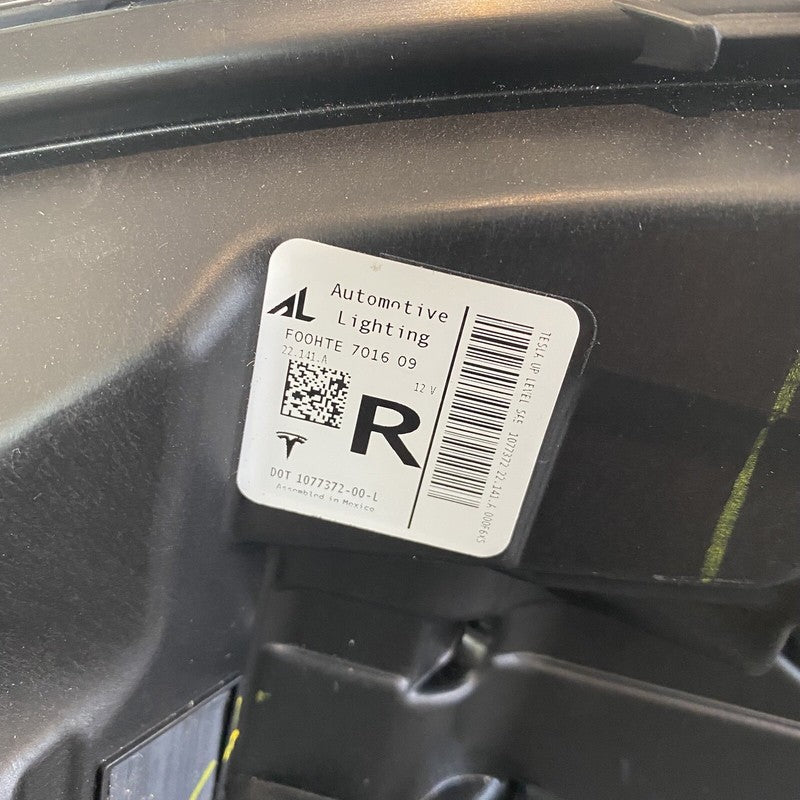 AL
Automotive
Lighting
FOOHTE 7016 09
22.141.A
12 V
R
DOT 1077372-00-L
Assembled in Mexico
TESLA UP LEVEL SAE 1077372 22.141.A